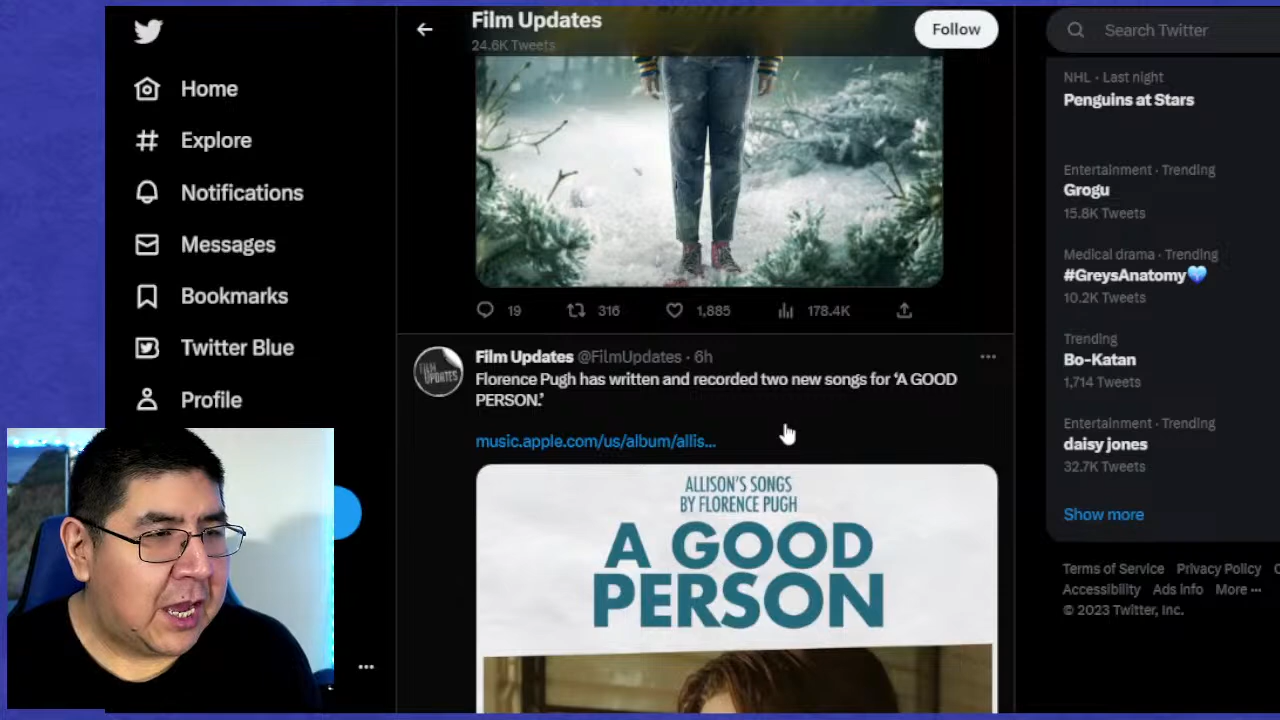 Home
Explore
Notifications
Messages
Bookmarks
Twitter Blue
Profile
Film Updates
24.6K Tweets
Follow
19
316
1,885
178.4K
Film Updates @FilmUpdates · 6h
Florence Pugh has written and recorded two new songs for ‘A GOOD
PERSON.’
music.apple.com/us/album/allis...
ALLISON'S SONGS
BY FLORENCE PUGH
A GOOD
PERSON
Search Twitter
NHL · Last night
Penguins at Stars
Entertainment · Trending
Grogu
15.8K Tweets
Medical drama · Trending
#GreysAnatomy💙
10.2K Tweets
Trending
Bo-Katan
1,714 Tweets
Entertainment · Trending
daisy jones
32.7K Tweets
Show more
Terms of Service Privacy Policy
Accessibility Ads info More ...
© 2023 Twitter, Inc.